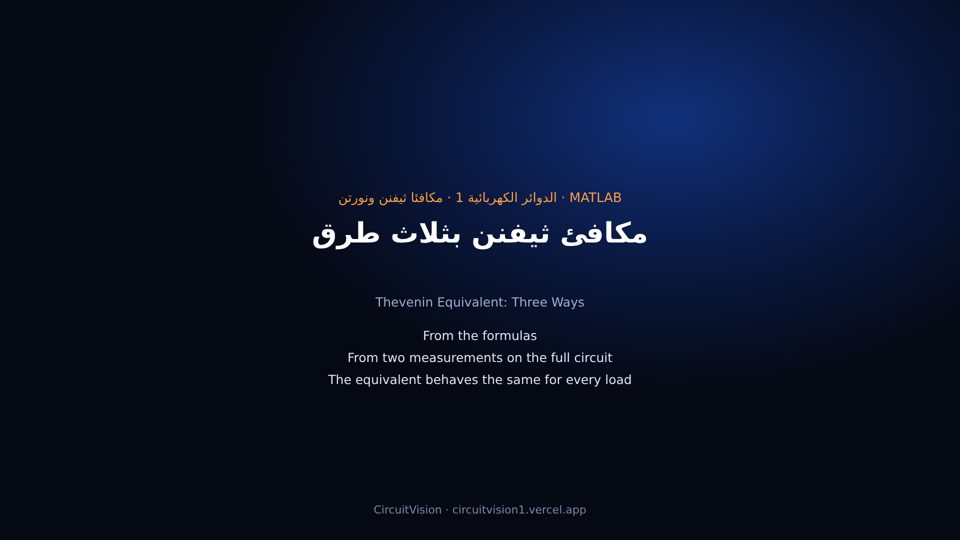 الدوائر الكهربائية 1 · مكافئا ثيفنن ونورتن · MATLAB
مكافئ ثيفنن بثلاث طرق
Thevenin Equivalent: Three Ways
From the formulas
From two measurements on the full circuit
The equivalent behaves the same for every load
CircuitVision · circuitvision1.vercel.app